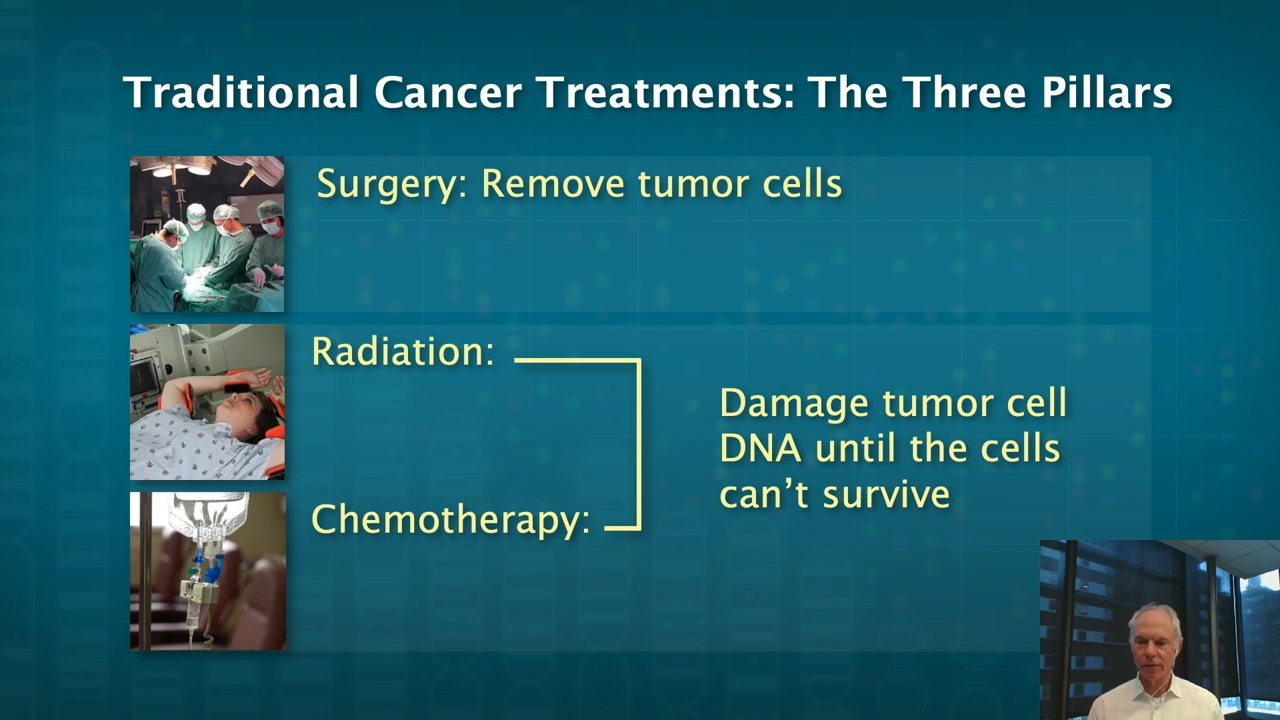 Traditional Cancer Treatments: The Three Pillars
Surgery: Remove tumor cells
Radiation:
Chemotherapy:
Damage tumor cell
DNA until the cells
can’t survive